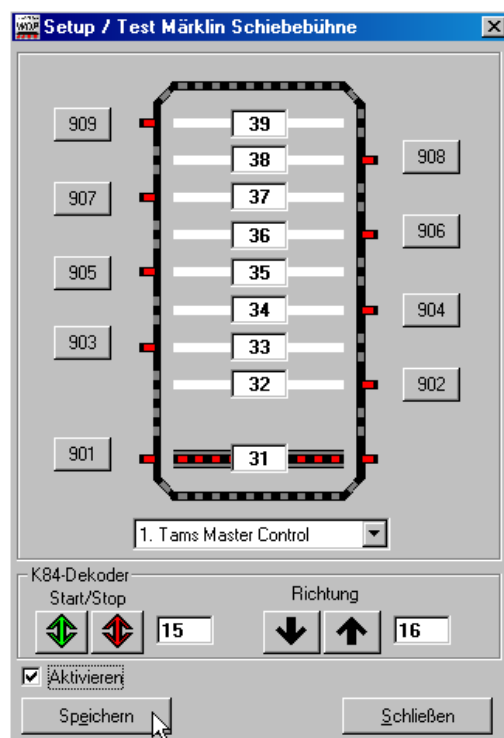 Setup / Test Märklin Schiebebühne
909 39
38 908
907 37
36 906
905 35
34 904
903 33
32 902
901 31
1. Tams Master Control
K84-Dekoder
Start/Stop Richtung
15 16
Aktivieren
Speichern Schließen